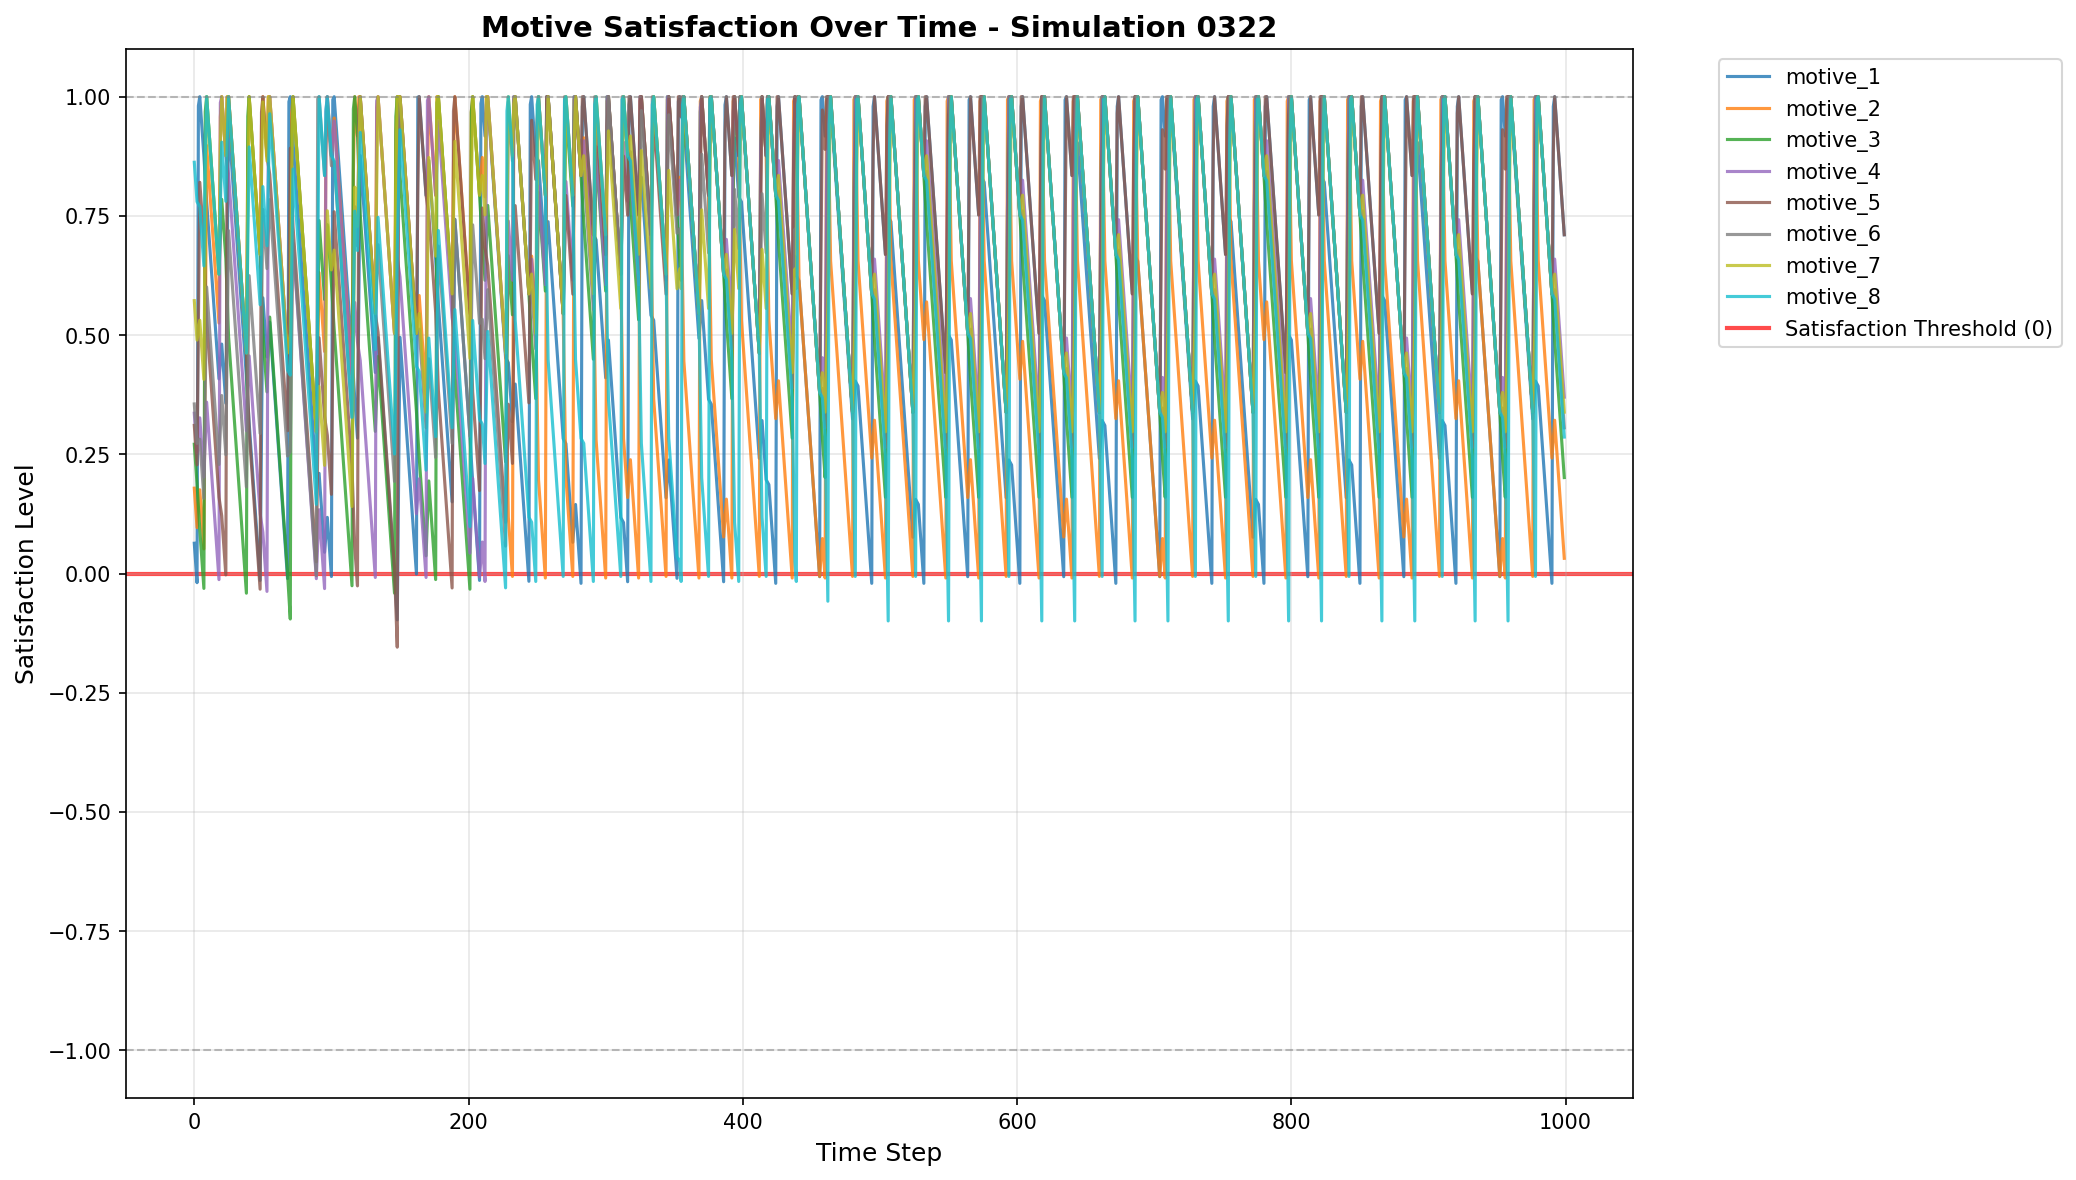 Motive Satisfaction Over Time - Simulation 0322
1.00
0.75
0.50
0.25
0.00
−0.25
−0.50
−0.75
−1.00
Satisfaction Level
0
200
400
600
800
1000
Time Step
motive_1
motive_2
motive_3
motive_4
motive_5
motive_6
motive_7
motive_8
Satisfaction Threshold (0)